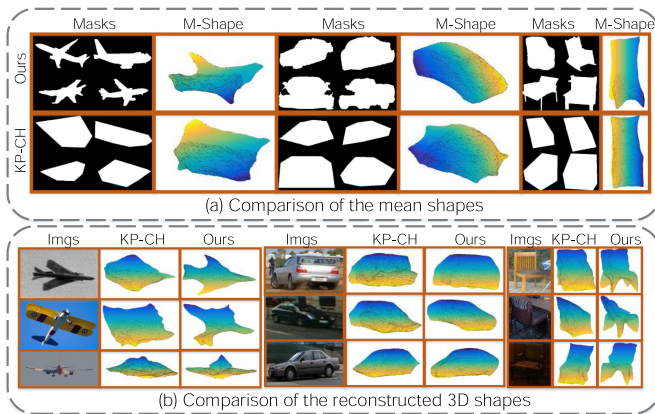 Masks M-Shape Masks M-Shape Masks M-Shape
Ours
KP-CH
(a) Comparison of the mean shapes
Imgs KP-CH Ours Imgs KP-CH Ours Imgs KP-CH Ours
(b) Comparison of the reconstructed 3D shapes